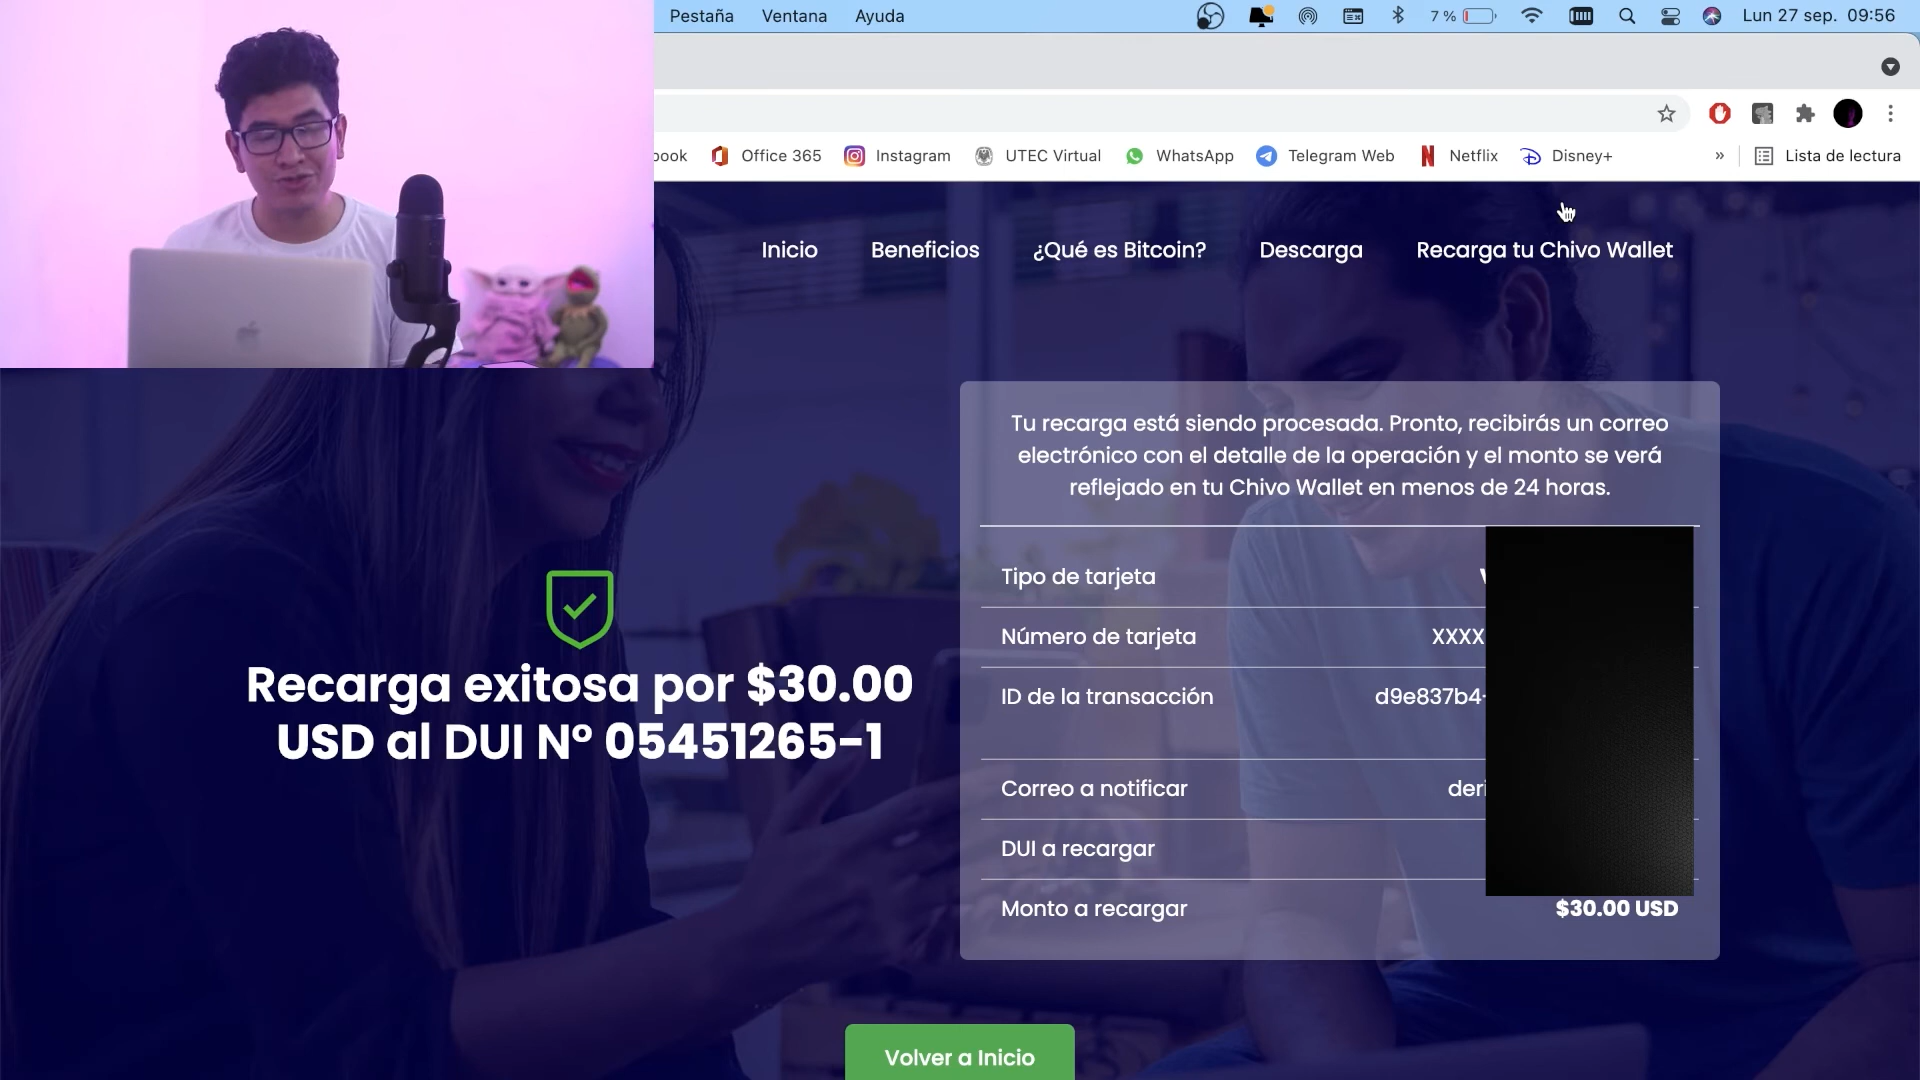 Pestaña Ventana Ayuda
7 % Lun 27 sep. 09:56
book Office 365 Instagram UTEC Virtual WhatsApp Telegram Web Netflix Disney+ » Lista de lectura
Inicio Beneficios ¿Qué es Bitcoin? Descarga Recarga tu Chivo Wallet
Recarga exitosa por $30.00
USD al DUI Nº 05451265-1
Tu recarga está siendo procesada. Pronto, recibirás un correo
electrónico con el detalle de la operación y el monto se verá
reflejado en tu Chivo Wallet en menos de 24 horas.
Tipo de tarjeta
Número de tarjeta XXXX
ID de la transacción d9e837b4-
Correo a notificar deri
DUI a recargar
Monto a recargar $30.00 USD
Volver a Inicio